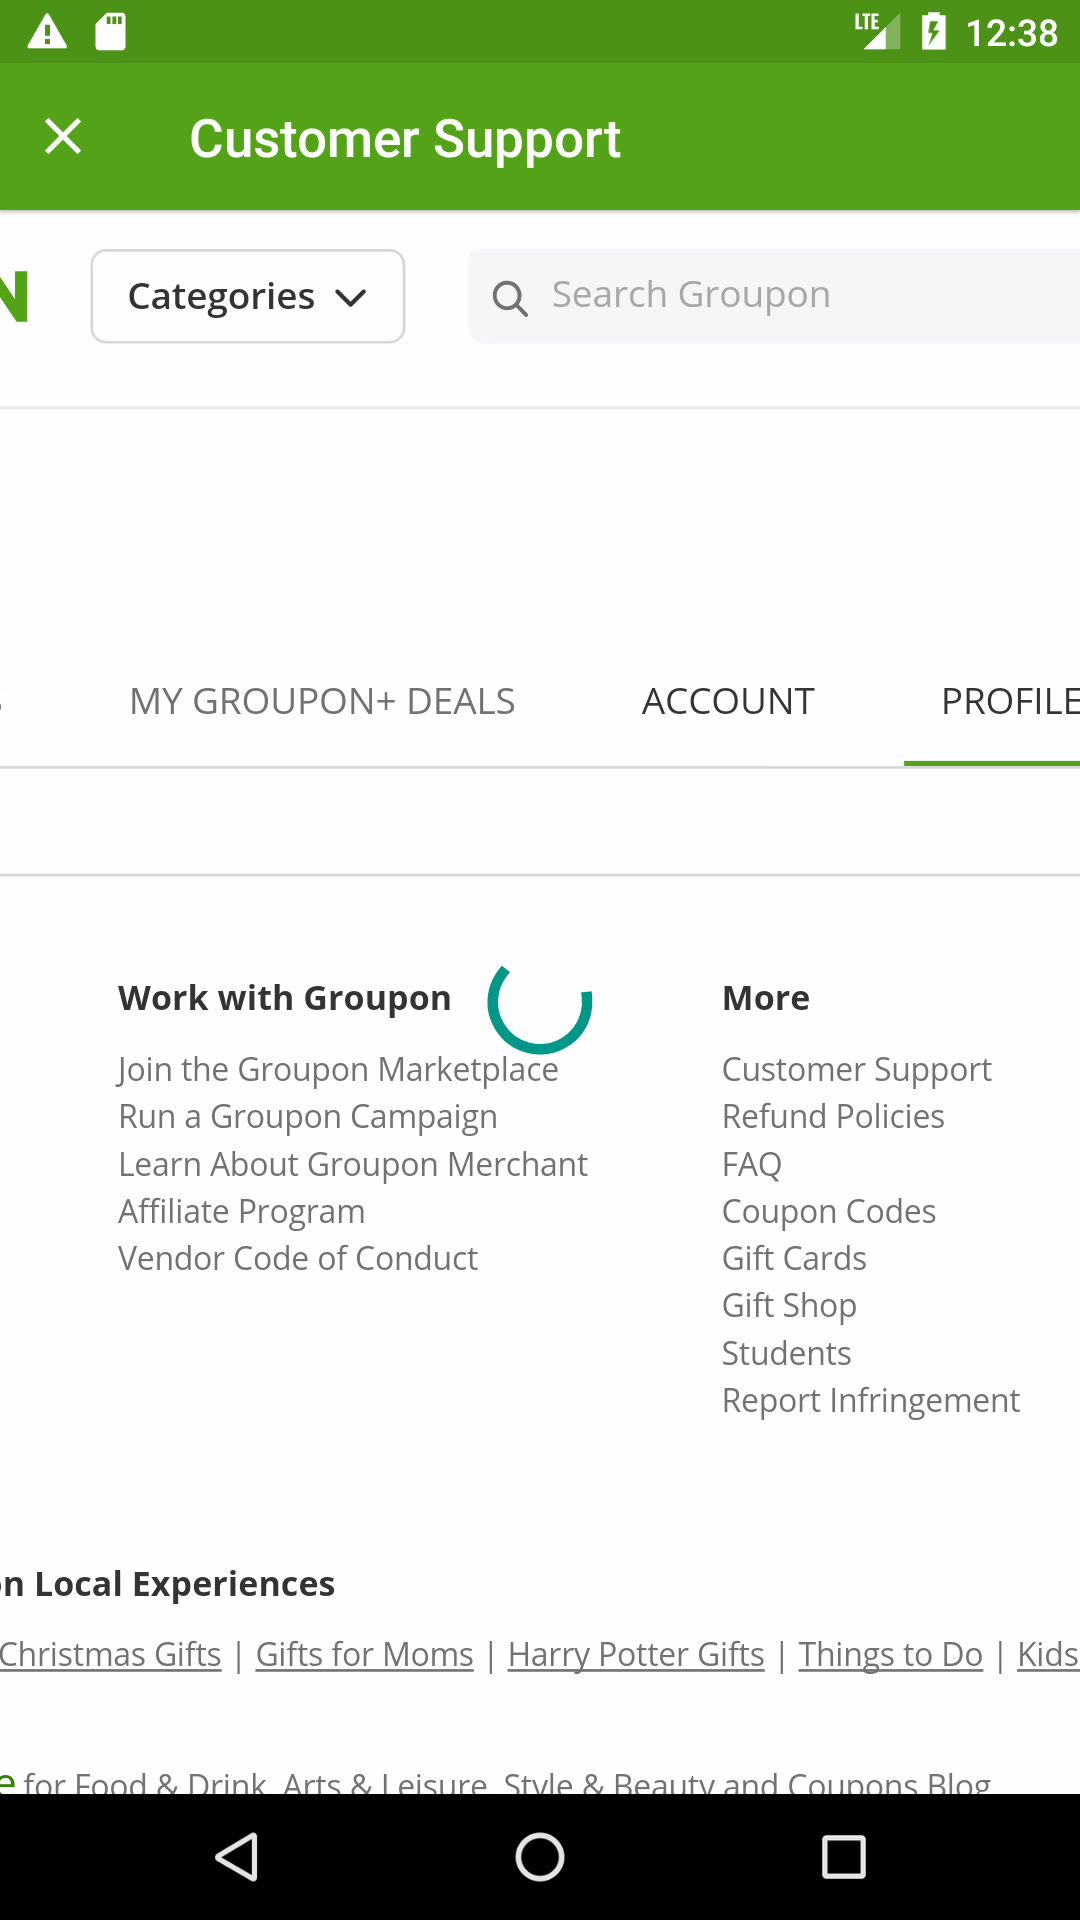 LTE 12:38
Customer Support
N Categories Search Groupon
MY GROUPON+ DEALS ACCOUNT PROFILE
Work with Groupon
Join the Groupon Marketplace
Run a Groupon Campaign
Learn About Groupon Merchant
Affiliate Program
Vendor Code of Conduct
More
Customer Support
Refund Policies
FAQ
Coupon Codes
Gift Cards
Gift Shop
Students
Report Infringement
on Local Experiences
Christmas Gifts | Gifts for Moms | Harry Potter Gifts | Things to Do | Kids
e for Food & Drink, Arts & Leisure, Style & Beauty and Coupons Blog